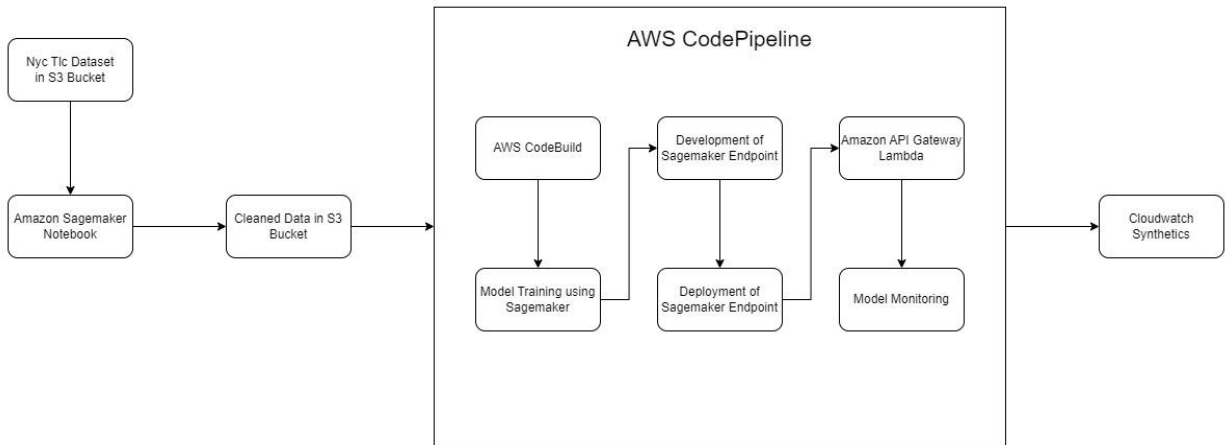 Nyc Tlc Dataset
in S3 Bucket
Amazon Sagemaker
Notebook
Cleaned Data in S3
Bucket
AWS CodePipeline
AWS CodeBuild
Model Training using
Sagemaker
Development of
Sagemaker Endpoint
Deployment of
Sagemaker Endpoint
Amazon API Gateway
Lambda
Model Monitoring
Cloudwatch
Synthetics